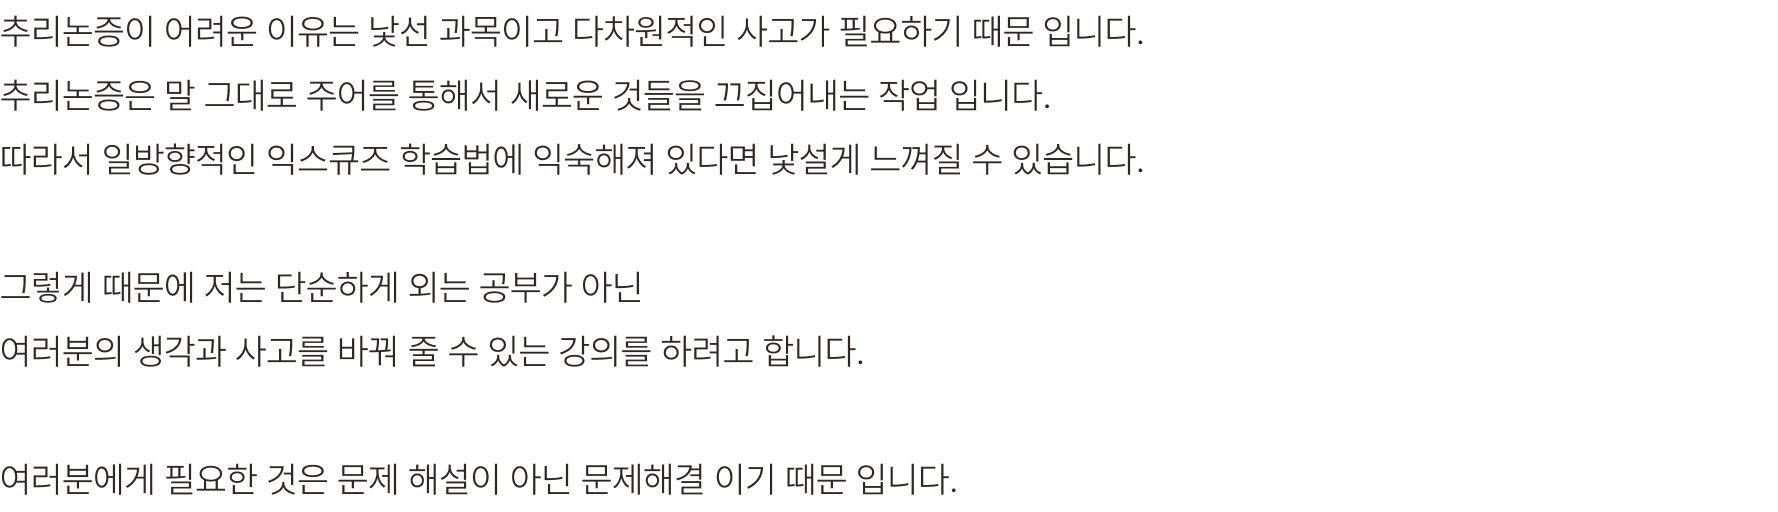 추리논증이 어려운 이유는 낯선 과목이고 다차원적인 사고가 필요하기 때문 입니다.
추리논증은 말 그대로 주어를 통해서 새로운 것들을 끄집어내는 작업 입니다.
따라서 일방향적인 익스큐즈 학습법에 익숙해져 있다면 낯설게 느껴질 수 있습니다.
그렇게 때문에 저는 단순하게 외는 공부가 아닌
여러분의 생각과 사고를 바꿔 줄 수 있는 강의를 하려고 합니다.
여러분에게 필요한 것은 문제 해설이 아닌 문제해결 이기 때문 입니다.